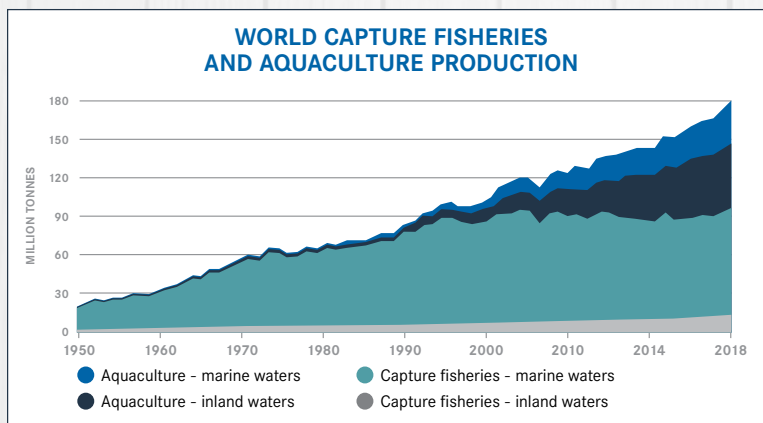 WORLD CAPTURE FISHERIES
AND AQUACULTURE PRODUCTION
MILLION TONNES
180
150
120
90
60
30
0
1950 1960 1970 1980 1990 2000 2010 2014 2018
Aquaculture - marine waters
Capture fisheries - marine waters
Aquaculture - inland waters
Capture fisheries - inland waters